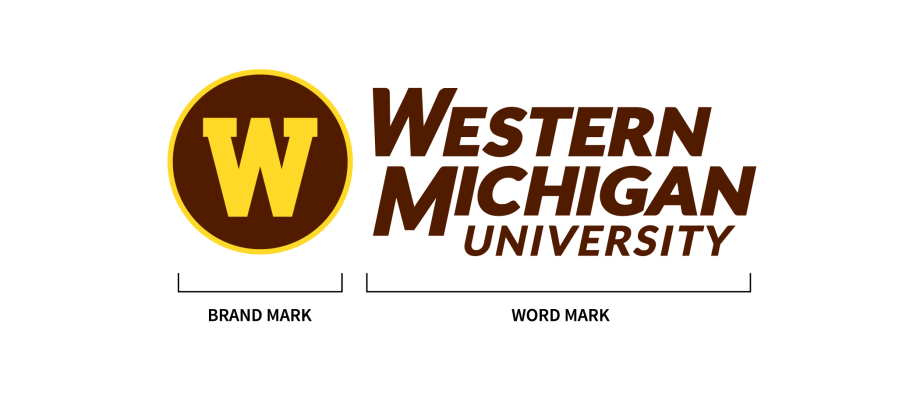 W
WESTERN
MICHIGAN
UNIVERSITY
BRAND MARK
WORD MARK